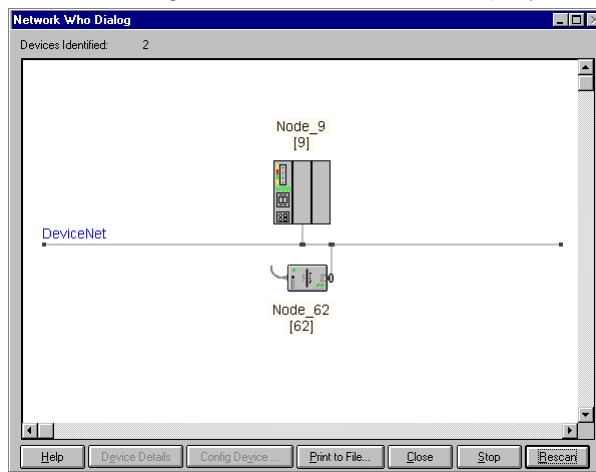 Network Who Dialog
Devices Identified: 2
Node_9
[9]
DeviceNet
Node_62
[62]
Help Device Details Config Device ... Print to File... Close Stop Rescan